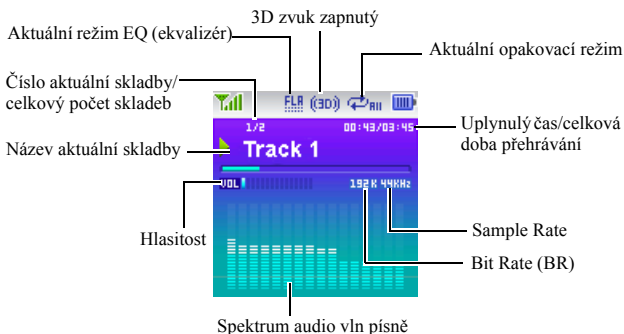 3D zvuk zapnutý
Aktuální režim EQ (ekvalizér)
Aktuální opakovací režim
Číslo aktuální skladby/
celkový počet skladeb
FLA ((3D)) All
1/2 00:43/03:45
Uplynulý čas/celková
doba přehrávání
Název aktuální skladby
Track 1
VOL 192K 44KHz
Hlasitost
Sample Rate
Bit Rate (BR)
Spektrum audio vln písně